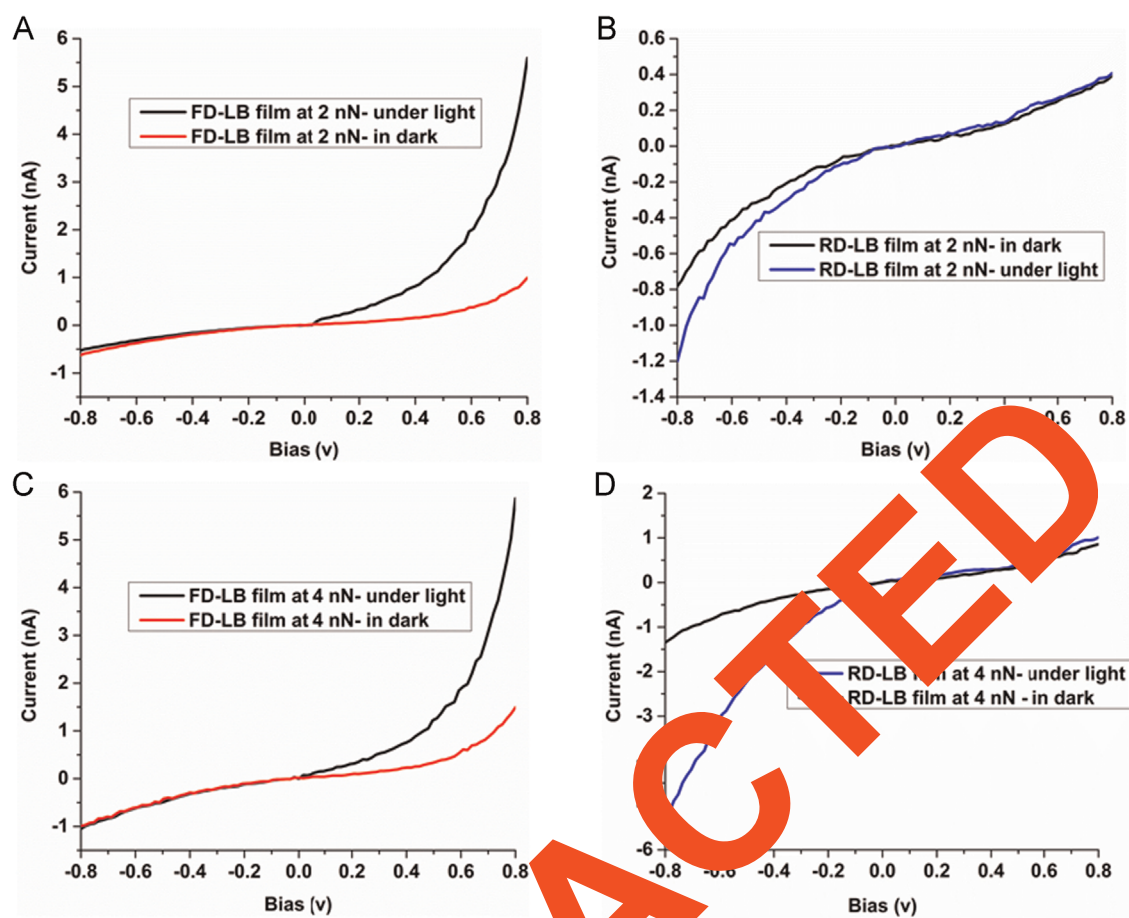 A
6
5
4
3
2
1
0
-1
Current (nA)
FD-LB film at 2 nN- under light
FD-LB film at 2 nN- in dark
-0.8 -0.6 -0.4 -0.2 0.0 0.2 0.4 0.6 0.8
Bias (v)
B
0.6
0.4
0.2
0.0
-0.2
-0.4
-0.6
-0.8
-1.0
-1.2
-1.4
Current (nA)
RD-LB film at 2 nN- in dark
RD-LB film at 2 nN- under light
-0.8 -0.6 -0.4 -0.2 0.0 0.2 0.4 0.6 0.8
Bias (v)
C
6
5
4
3
2
1
0
-1
Current (nA)
FD-LB film at 4 nN- under light
FD-LB film at 4 nN- in dark
-0.8 -0.6 -0.4 -0.2 0.0 0.2 0.4 0.6 0.8
Bias (v)
D
2
1
0
-1
-2
-3
-6
Current (nA)
RD-LB film at 4 nN- under light
RD-LB film at 4 nN - in dark
-0.8 -0.6 -0.4 -0.2 0.0 0.2 0.4 0.6 0.8
Bias (v)
ACTED